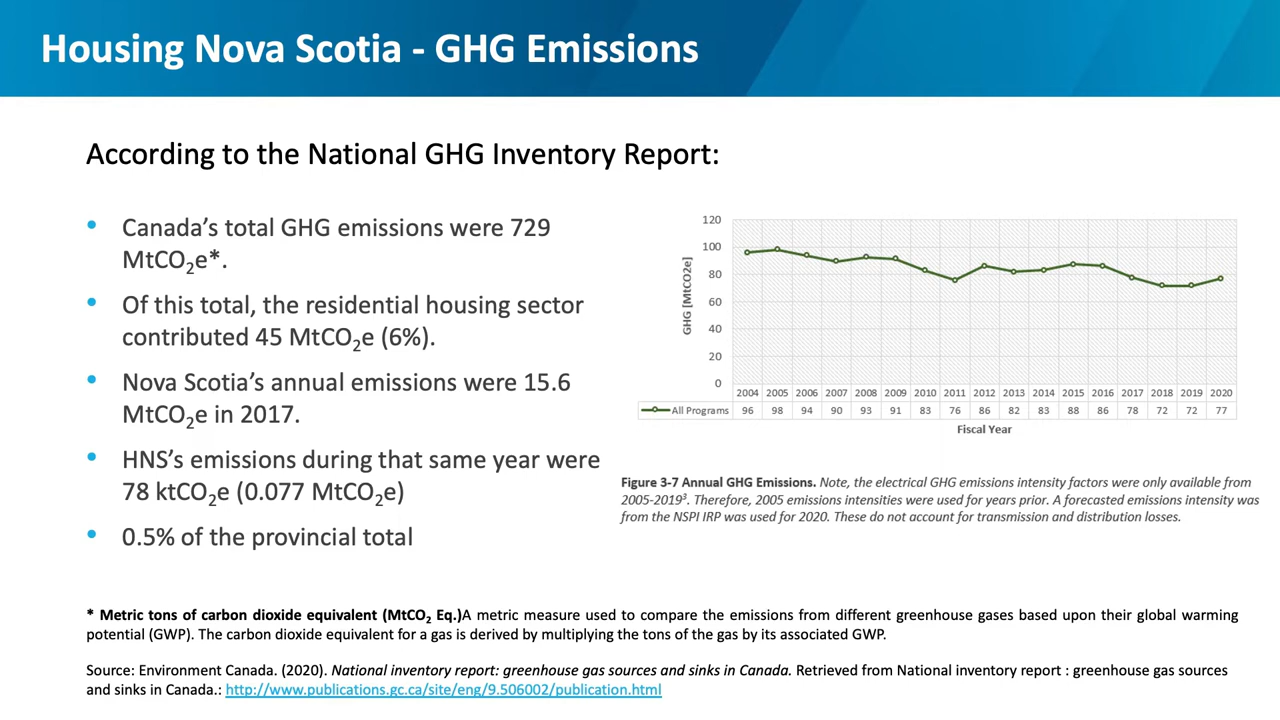 Housing Nova Scotia - GHG Emissions
According to the National GHG Inventory Report:
• Canada's total GHG emissions were 729
MtCO2e*.
• Of this total, the residential housing sector
contributed 45 MtCO2e (6%).
• Nova Scotia's annual emissions were 15.6
MtCO2e in 2017.
• HNS's emissions during that same year were
78 ktCO2e (0.077 MtCO2e)
• 0.5% of the provincial total
GHG [MtCO2e]
120
100
80
60
40
20
0
2004 2005 2006 2007 2008 2009 2010 2011 2012 2013 2014 2015 2016 2017 2018 2019 2020
All Programs 96 98 94 90 93 91 83 76 86 82 83 88 86 78 72 72 77
Fiscal Year
Figure 3-7 Annual GHG Emissions. Note, the electrical GHG emissions intensity factors were only available from
2005-2019³. Therefore, 2005 emissions intensities were used for years prior. A forecasted emissions intensity was
from the NSPI IRP was used for 2020. These do not account for transmission and distribution losses.
* Metric tons of carbon dioxide equivalent (MtCO2 Eq.)A metric measure used to compare the emissions from different greenhouse gases based upon their global warming
potential (GWP). The carbon dioxide equivalent for a gas is derived by multiplying the tons of the gas by its associated GWP.
Source: Environment Canada. (2020). National inventory report: greenhouse gas sources and sinks in Canada. Retrieved from National inventory report : greenhouse gas sources
and sinks in Canada.: http://www.publications.gc.ca/site/eng/9.506002/publication.html